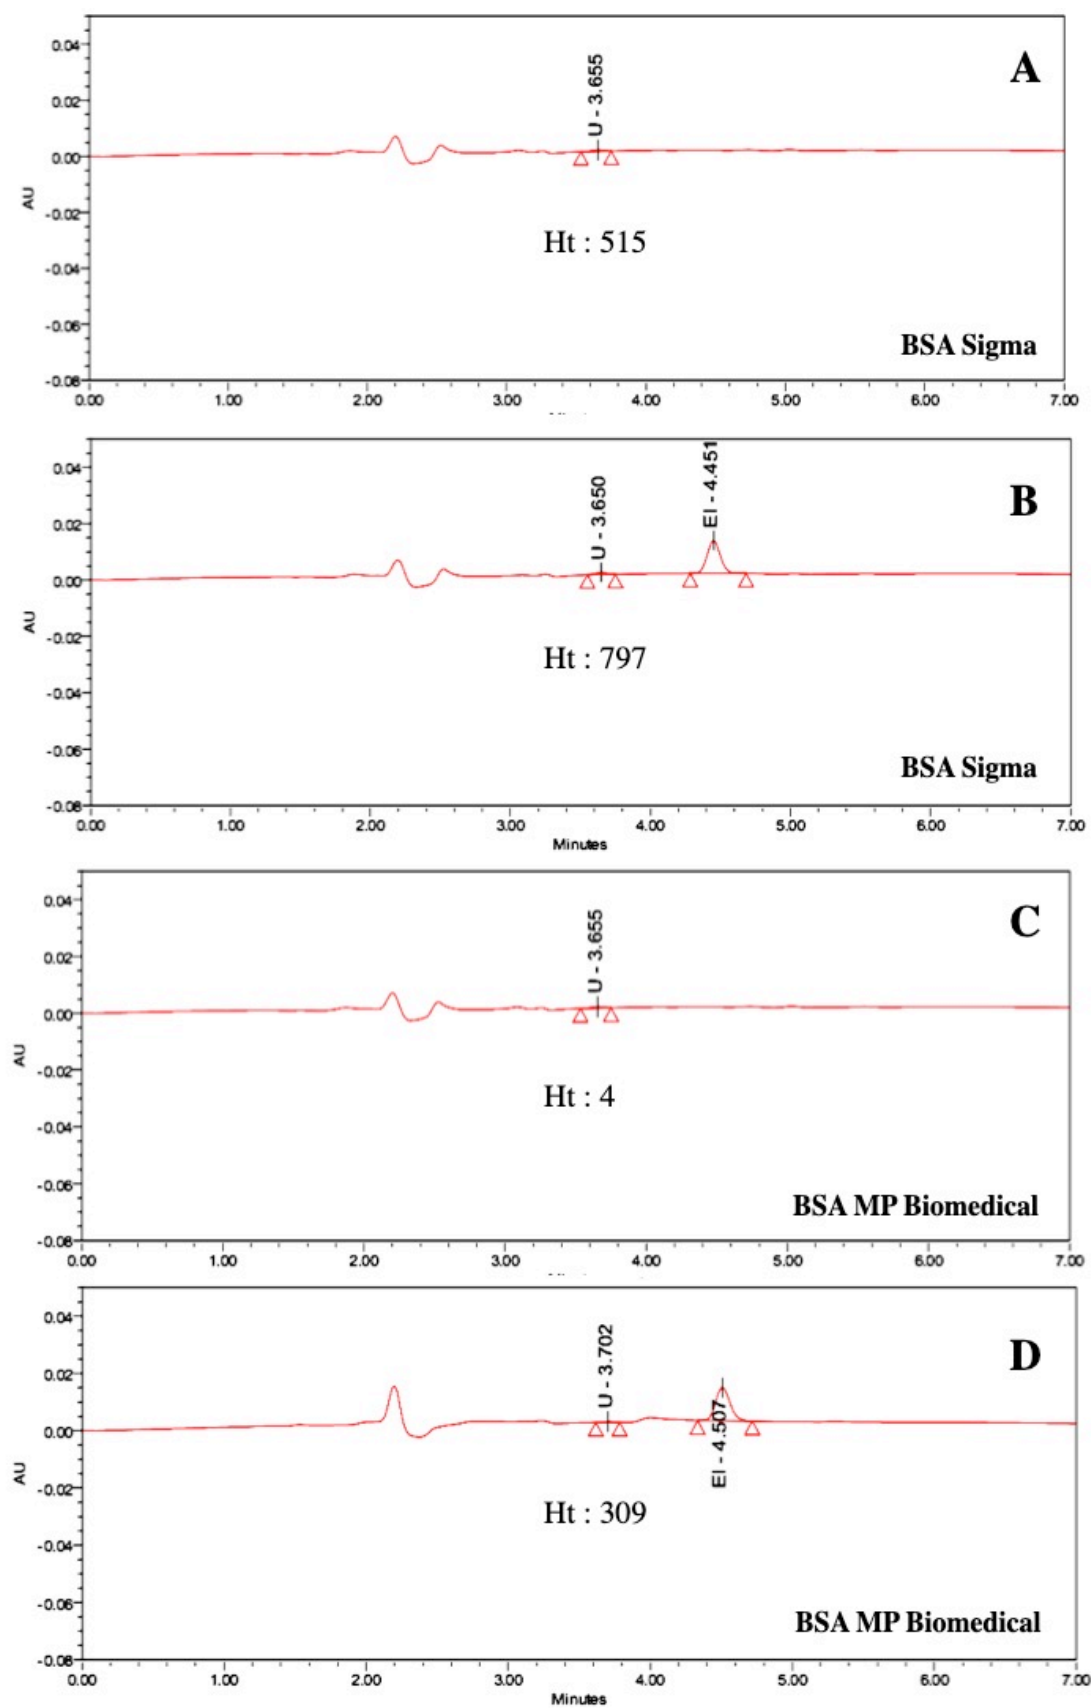 A
0.04
0.02
0.00
-0.02
-0.04
-0.06
-0.08
AU
U - 3.655
Ht : 515
BSA Sigma
0.00 1.00 2.00 3.00 4.00 5.00 6.00 7.00
B
0.04
0.02
0.00
-0.02
-0.04
-0.06
-0.08
AU
U - 3.650
EI - 4.451
Ht : 797
BSA Sigma
0.00 1.00 2.00 3.00 4.00 5.00 6.00 7.00
Minutes
C
0.04
0.02
0.00
-0.02
-0.04
-0.06
-0.08
AU
U - 3.655
Ht : 4
BSA MP Biomedical
0.00 1.00 2.00 3.00 4.00 5.00 6.00 7.00
D
0.04
0.02
0.00
-0.02
-0.04
-0.06
-0.08
AU
U - 3.702
EI - 4.507
Ht : 309
BSA MP Biomedical
0.00 1.00 2.00 3.00 4.00 5.00 6.00 7.00
Minutes